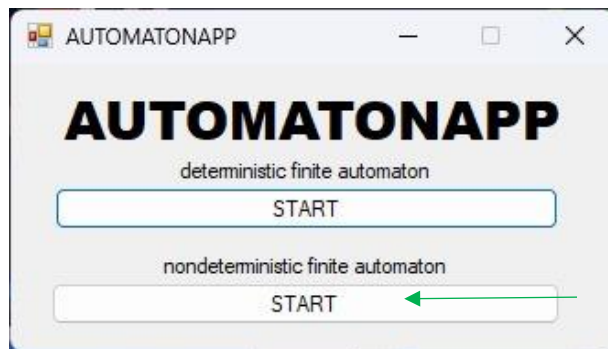 AUTOMATONAPP
AUTOMATONAPP
deterministic finite automaton
START
nondeterministic finite automaton
START